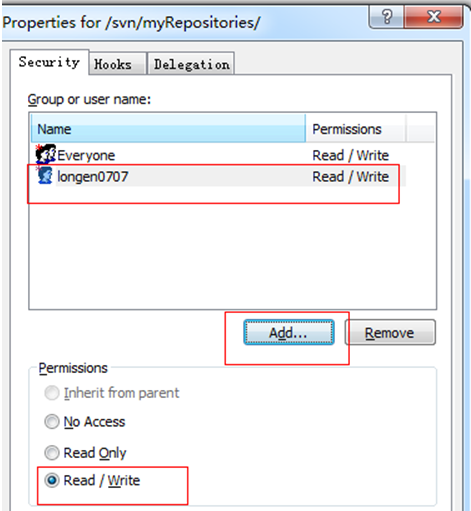 Properties for /svn/myRepositories/
Security Hooks Delegation
Group or user name:
Name Permissions
Everyone Read / Write
longen0707 Read / Write
Add... Remove
Permissions
Inherit from parent
No Access
Read Only
Read / Write